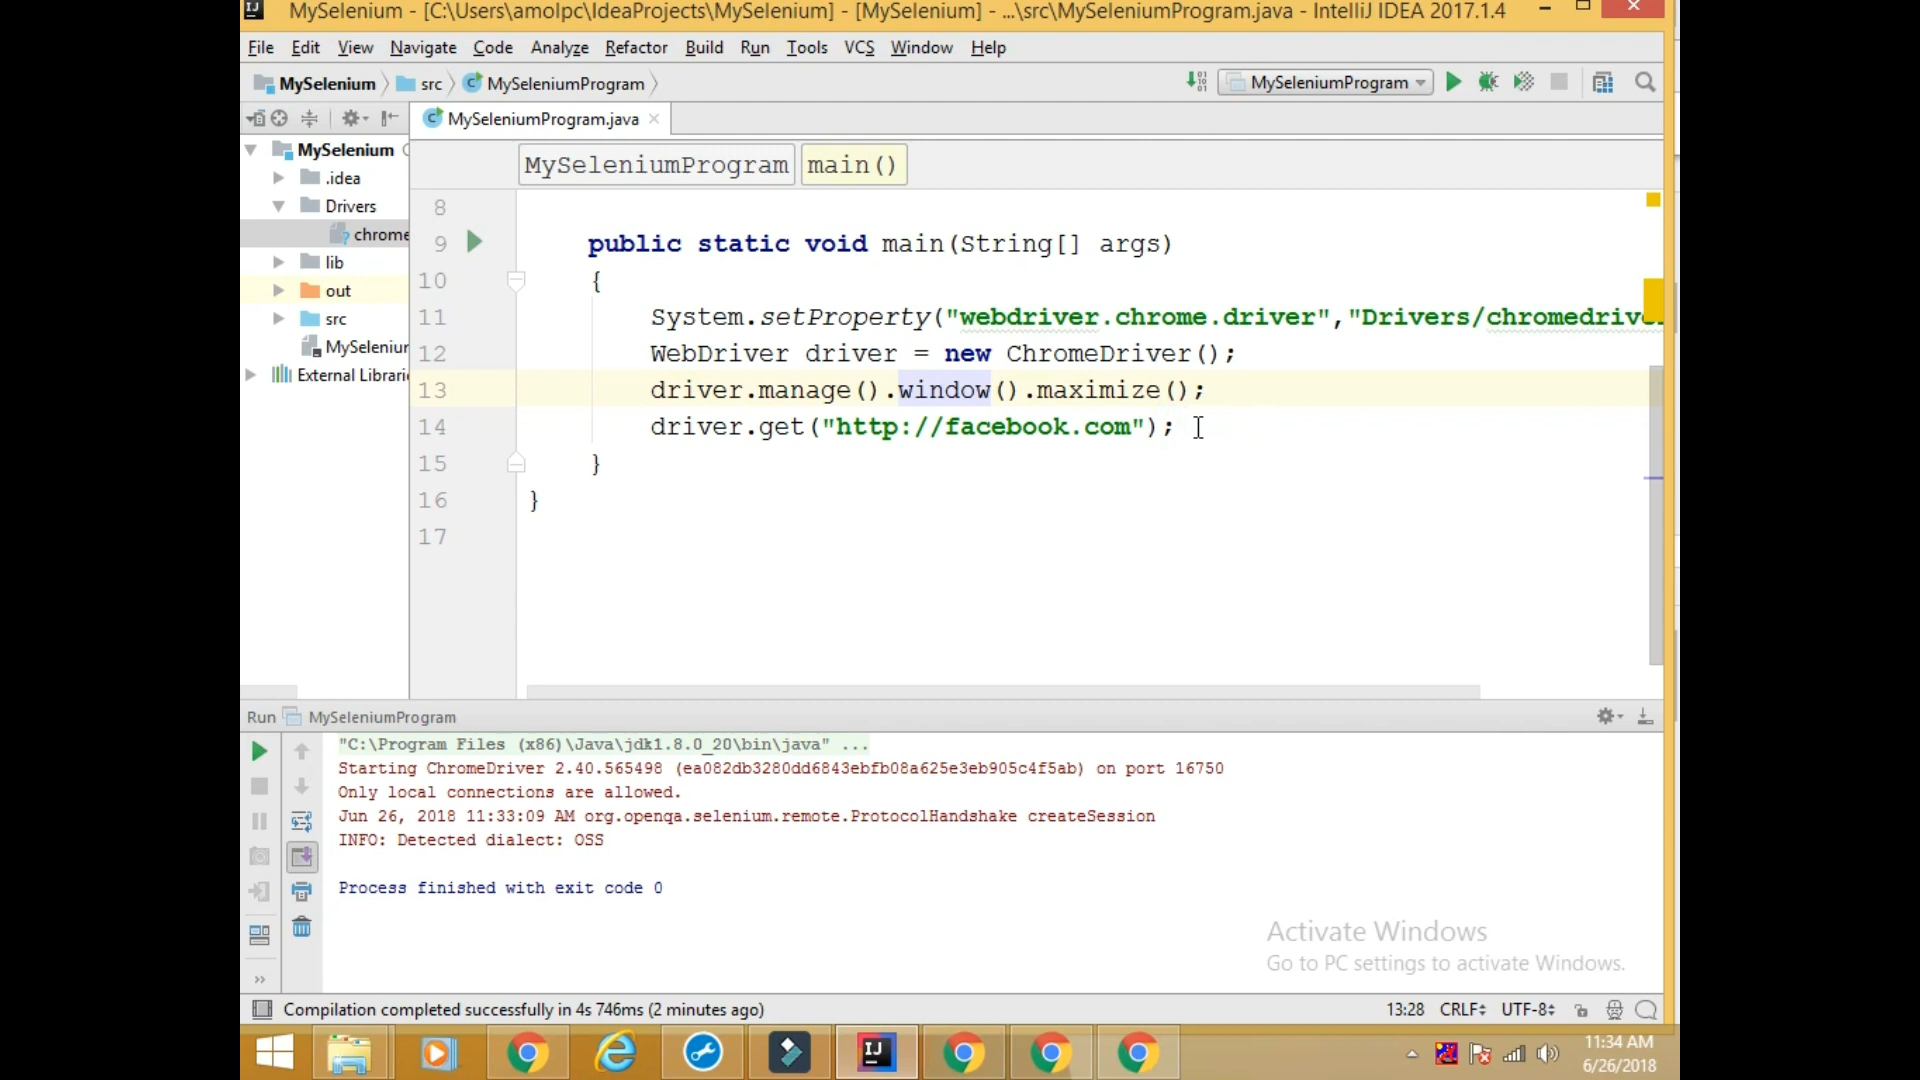 MySelenium - [C:\Users\amolpc\IdeaProjects\MySelenium] - [MySelenium] - ...\src\MySeleniumProgram.java - IntelliJ IDEA 2017.1.4
File Edit View Navigate Code Analyze Refactor Build Run Tools VCS Window Help
MySelenium src MySeleniumProgram MySeleniumProgram
MySeleniumProgram.java
MySelenium
.idea
Drivers
chrome
lib
out
src
MySeleniur
External Librari
MySeleniumProgram main()
8
9 public static void main(String[] args)
10 {
11 System.setProperty("webdriver.chrome.driver","Drivers/chromedrive
12 WebDriver driver = new ChromeDriver();
13 driver.manage().window().maximize();
14 driver.get("http://facebook.com");
15 }
16 }
17
Run MySeleniumProgram
"C:\Program Files (x86)\Java\jdk1.8.0_20\bin\java" ...
Starting ChromeDriver 2.40.565498 (ea082db3280dd6843ebfb08a625e3eb905c4f5ab) on port 16750
Only local connections are allowed.
Jun 26, 2018 11:33:09 AM org.openqa.selenium.remote.ProtocolHandshake createSession
INFO: Detected dialect: OSS
Process finished with exit code 0
Activate Windows
Go to PC settings to activate Windows.
Compilation completed successfully in 4s 746ms (2 minutes ago) 13:28 CRLF UTF-8
11:34 AM
6/26/2018